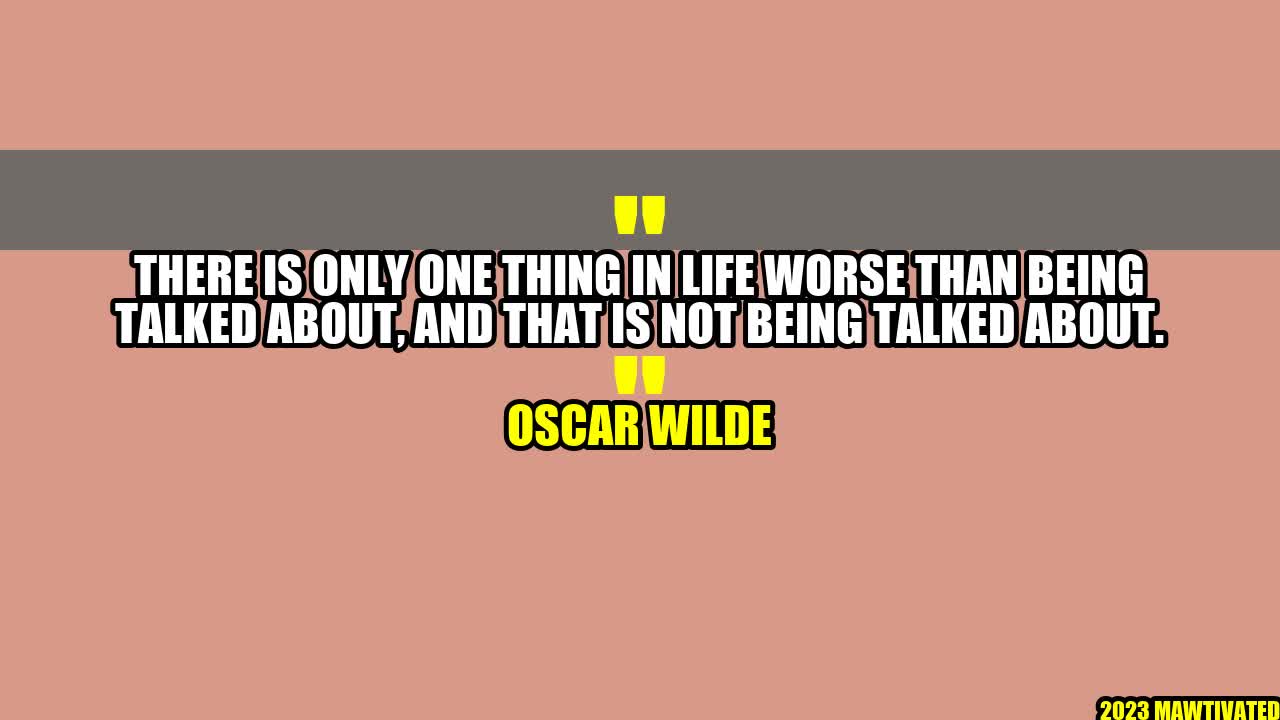 "
THERE IS ONLY ONE THING IN LIFE WORSE THAN BEING
TALKED ABOUT, AND THAT IS NOT BEING TALKED ABOUT.
"
OSCAR WILDE
2023 MAWTIVATED